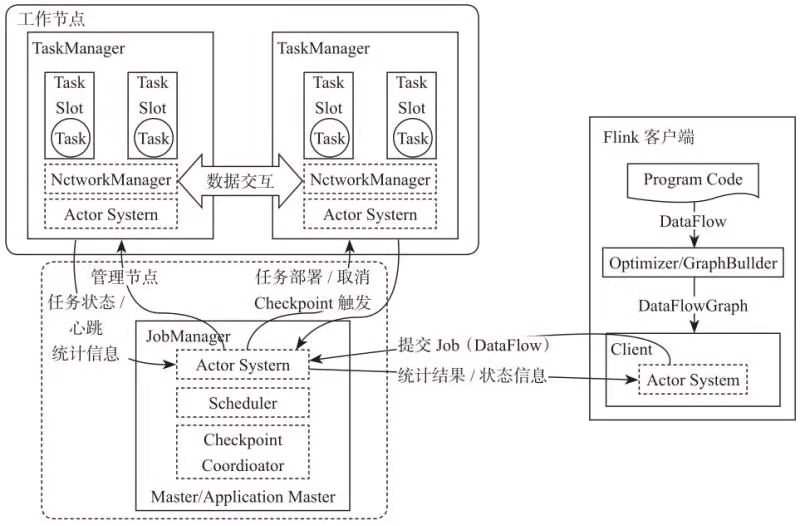 工作节点
TaskManager
Task
Slot
Task
Task
Slot
Task
NctworkManager
Actor Systern
数据交互
TaskManager
Task
Slot
Task
Task
Slot
Task
NctworkManager
Actor Systern
管理节点
任务状态 /
心跳
统计信息
任务部署 / 取消
Checkpoint 触发
JobManager
Actor Systern
Scheduler
Checkpoint
Coordioator
Master/Application Master
提交 Job（DataFlow）
统计结果 / 状态信息
Flink 客户端
Program Code
DataFlow
Optimizer/GraphBullder
DataFlowGraph
Client
Actor System